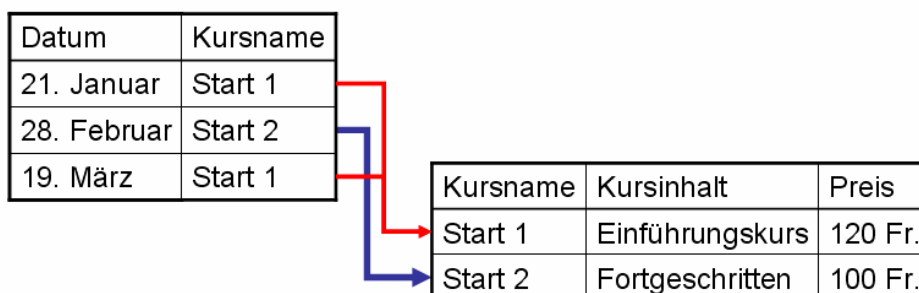 Datum Kursname
21. Januar Start 1
28. Februar Start 2
19. März Start 1
Kursname Kursinhalt Preis
Start 1 Einführungskurs 120 Fr.
Start 2 Fortgeschritten 100 Fr.